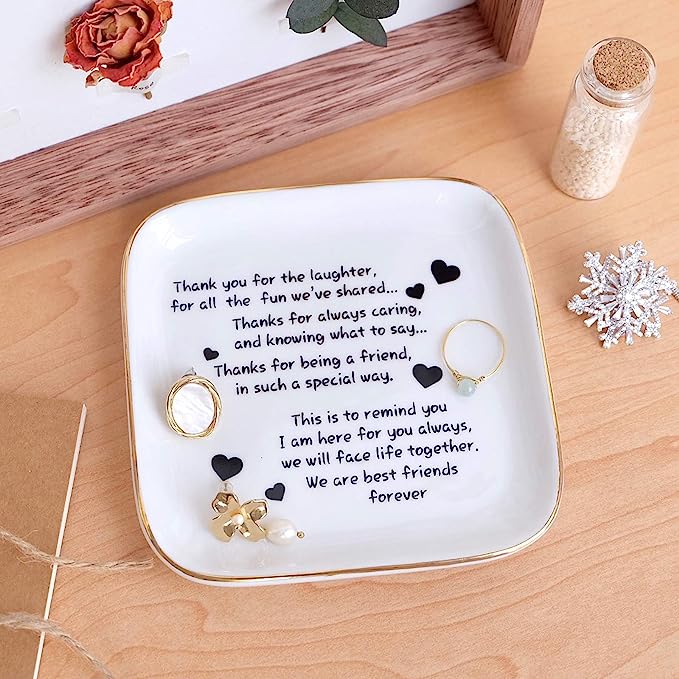 Rose
Thank you for the laughter,
for all the fun we've shared...
Thanks for always caring,
and knowing what to say...
Thanks for being a friend,
in such a special way.
This is to remind you
I am here for you always,
we will face life together.
We are best friends
forever